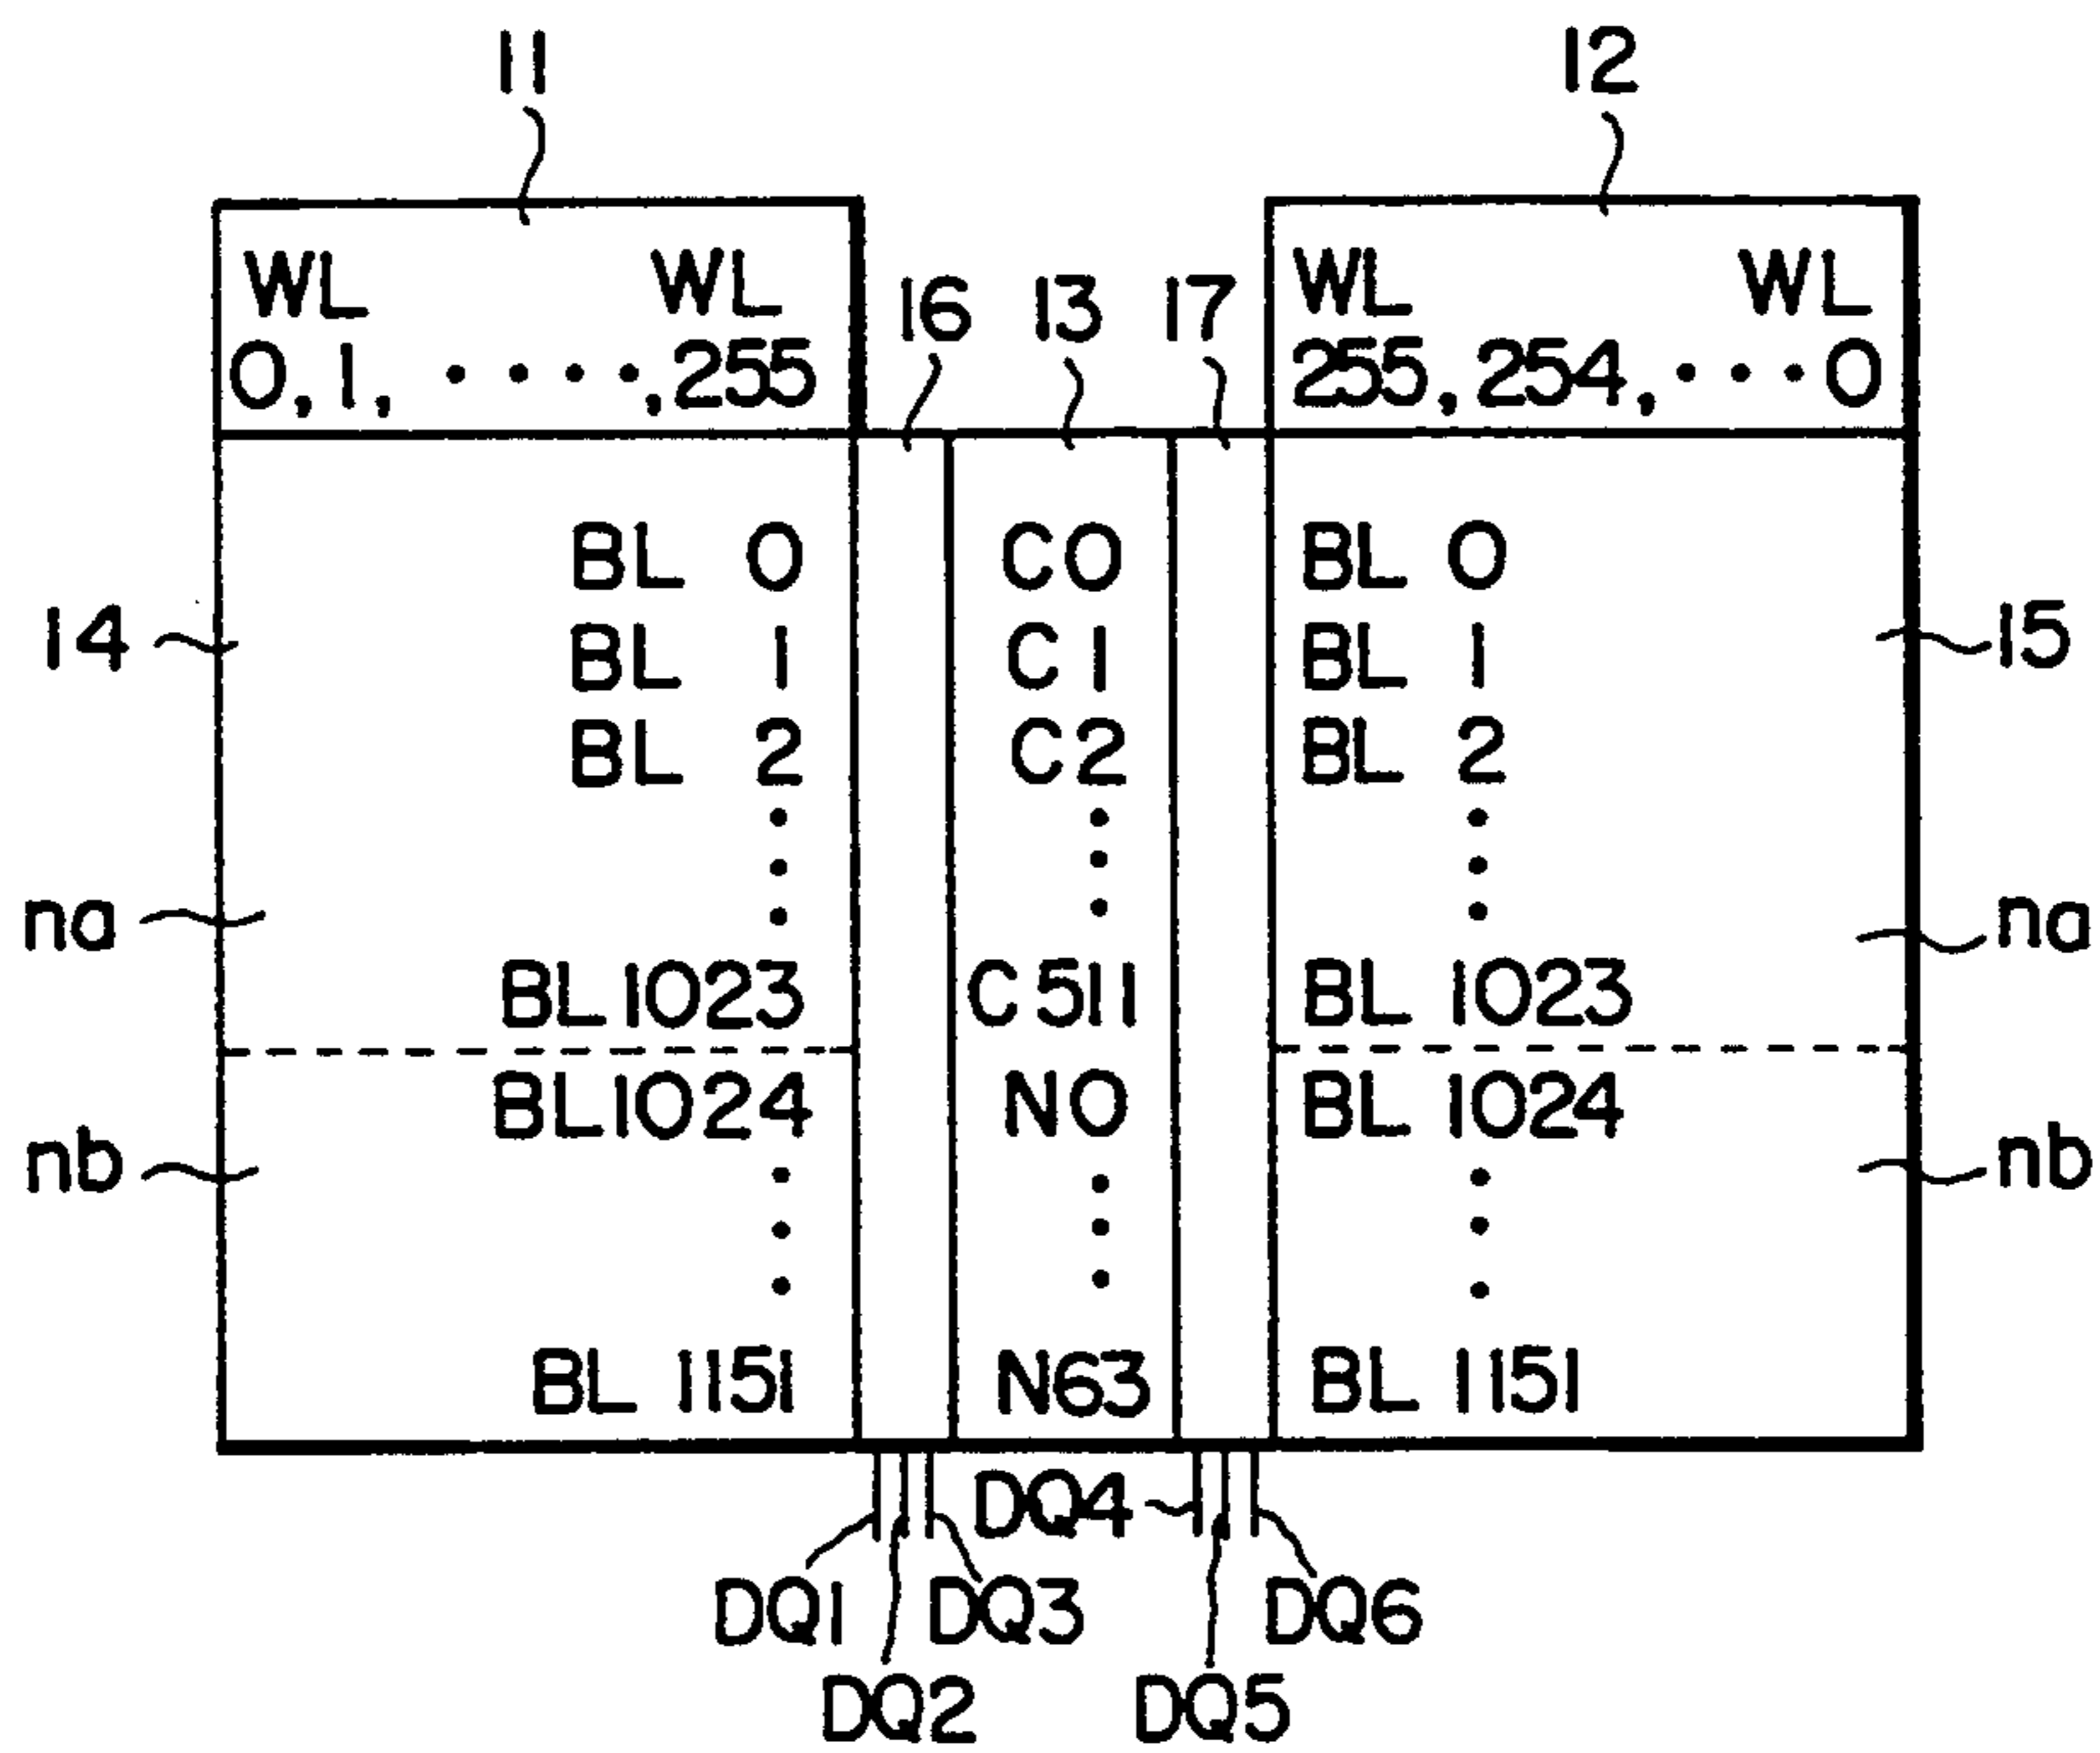 11 12
WL WL
0,1, • • • •,255
16 13 17
WL WL
255,254,• • •0
14
BL 0 C0 BL 0
15
BL 1 C1 BL 1
BL 2 C2 BL 2
na na
BL1023 C511 BL 1023
BL1024 N0 BL 1024
nb nb
BL 1151 N63 BL 1151
DQ4
DQ1 DQ3 DQ6
DQ2 DQ5